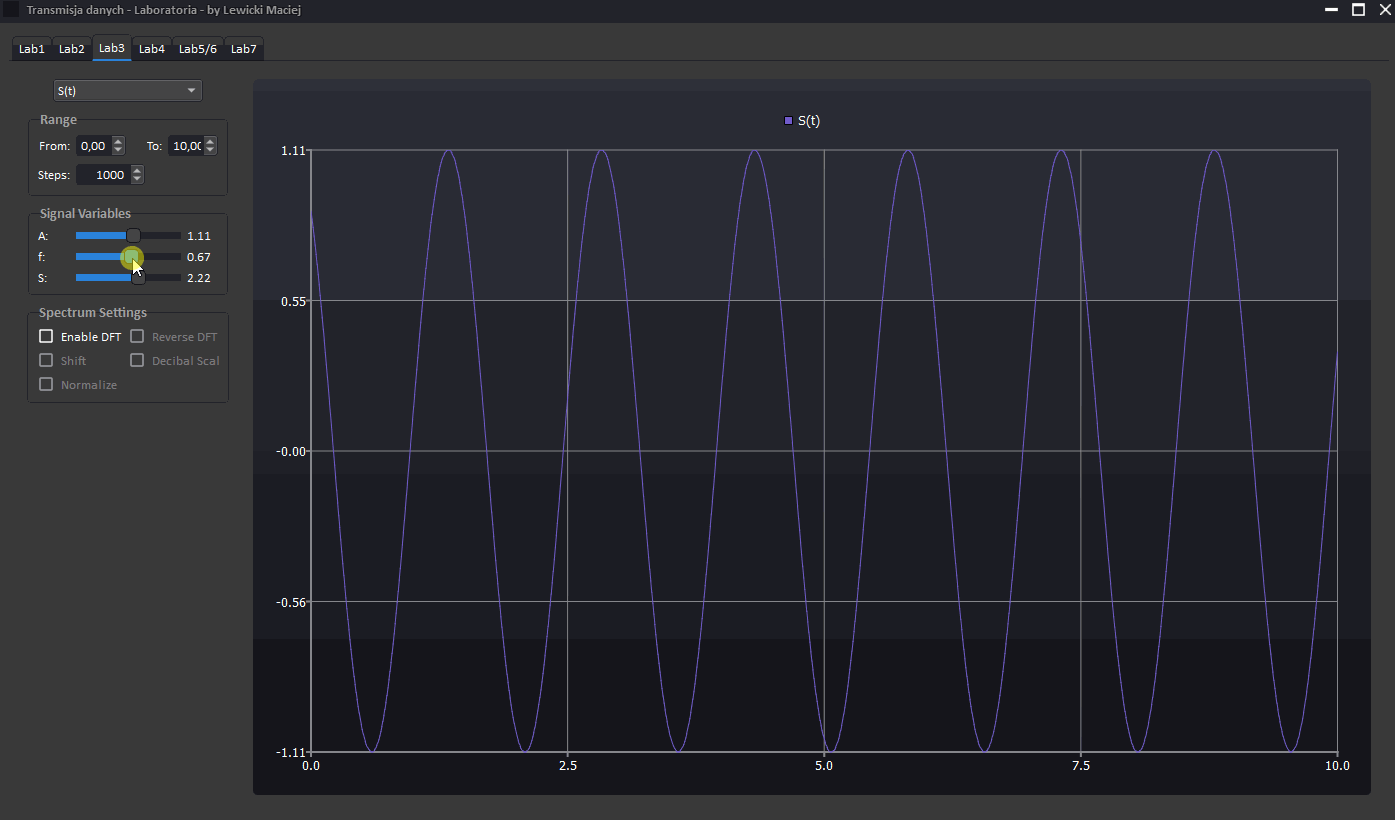 Transmisja danych - Laboratoria - by Lewicki Maciej
Lab1 Lab2 Lab3 Lab4 Lab5/6 Lab7
S(t)
Range
From: 0,00 To: 10,00
Steps: 1000
Signal Variables
A: 1.11
f: 0.67
S: 2.22
Spectrum Settings
Enable DFT Reverse DFT
Shift Decibal Scal
Normalize
S(t)
1.11
0.55
-0.00
-0.56
-1.11
0.0 2.5 5.0 7.5 10.0